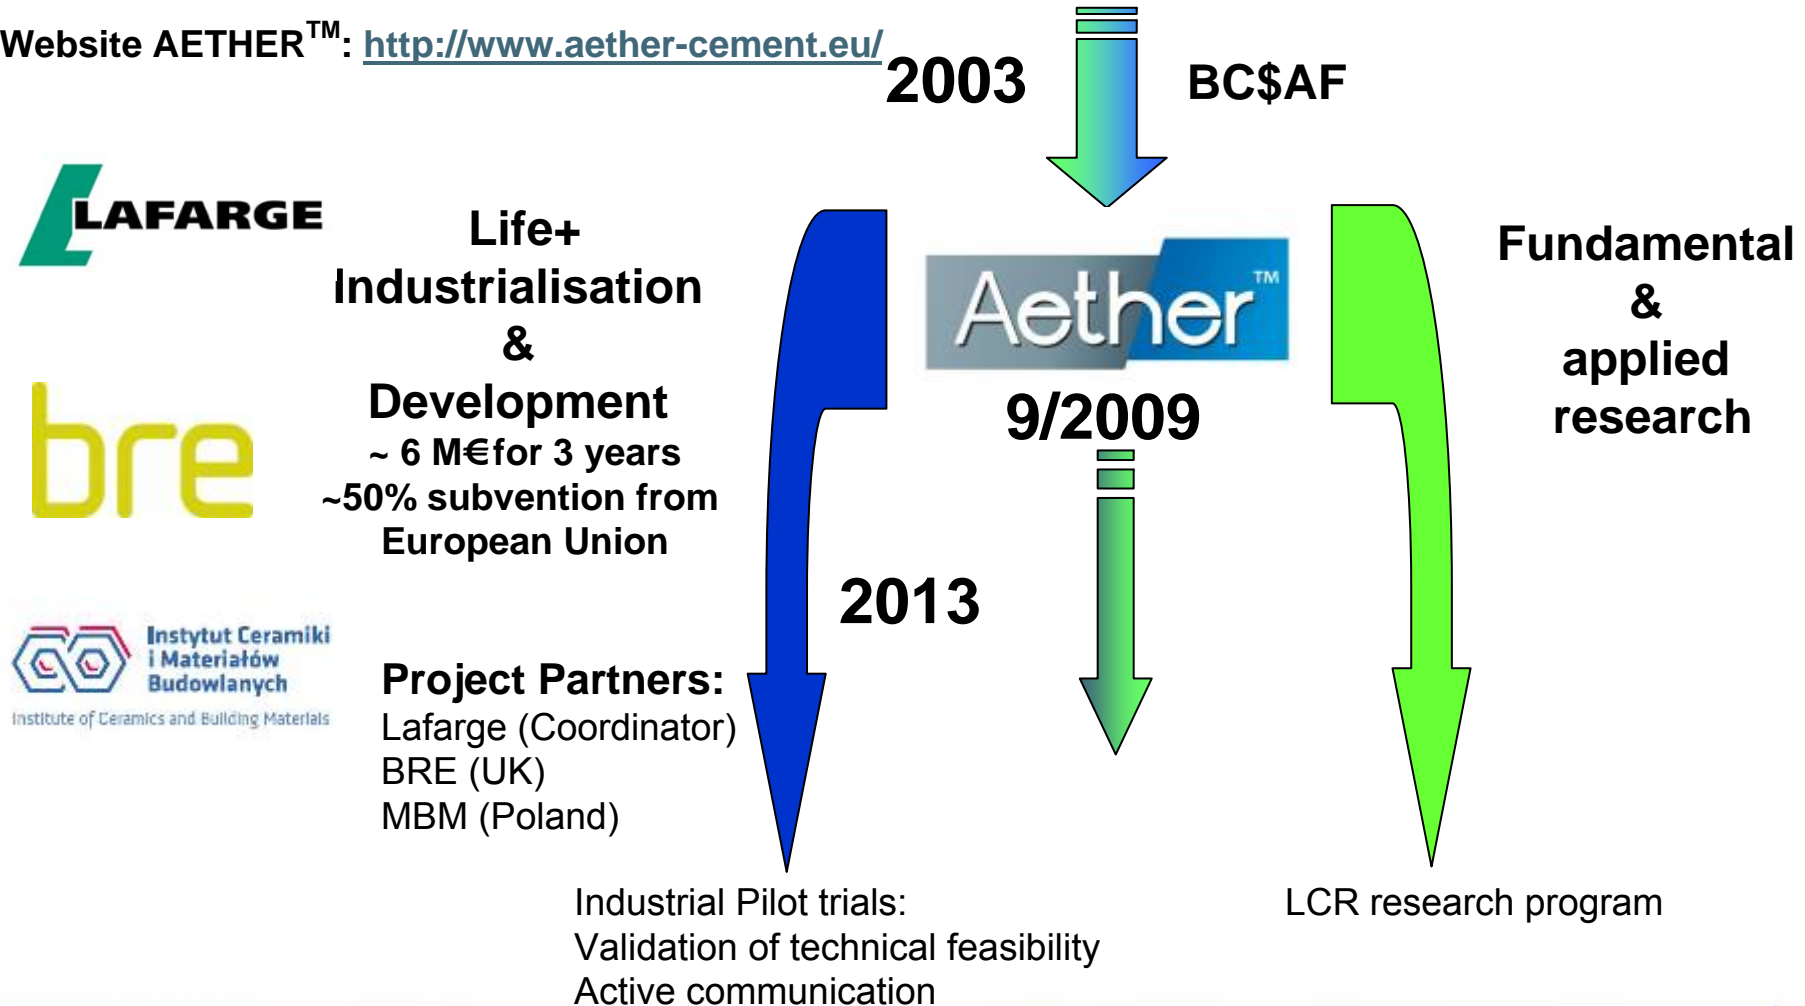 Website AETHER™: http://www.aether-cement.eu/
2003
BC$AF
LAFARGE
Life+
Industrialisation
&
Development
~ 6 M€for 3 years
~50% subvention from
European Union
Aether™
9/2009
Fundamental
&
applied
research
bre
2013
Instytut Ceramiki
i Materiałów
Budowlanych
Institute of Ceramics and Building Materials
Project Partners:
Lafarge (Coordinator)
BRE (UK)
MBM (Poland)
Industrial Pilot trials:
Validation of technical feasibility
Active communication
LCR research program